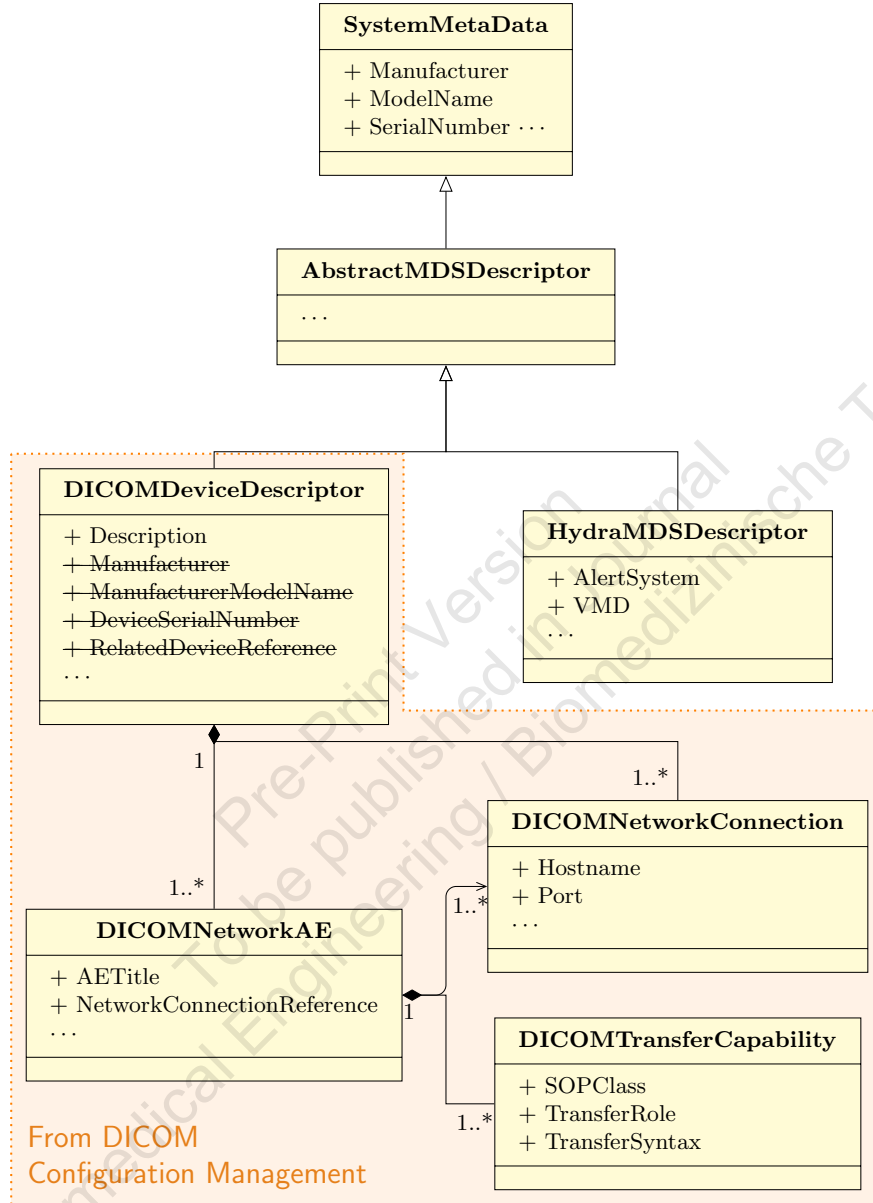 SystemMetaData
+ Manufacturer
+ ModelName
+ SerialNumber ···
AbstractMDSDescriptor
···
DICOMDeviceDescriptor
+ Description
+ Manufacturer
+ ManufacturerModelName
+ DeviceSerialNumber
+ RelatedDeviceReference
···
HydraMDSDescriptor
+ AlertSystem
+ VMD
···
1
1..*
1..*
DICOMNetworkConnection
+ Hostname
+ Port
···
DICOMNetworkAE
+ AETitle
+ NetworkConnectionReference
···
1..*
1
1..*
DICOMTransferCapability
+ SOPClass
+ TransferRole
+ TransferSyntax
From DICOM
Configuration Management
Pre-Print Version
To be published in Journal
medical Engineering / Biomedizinische T